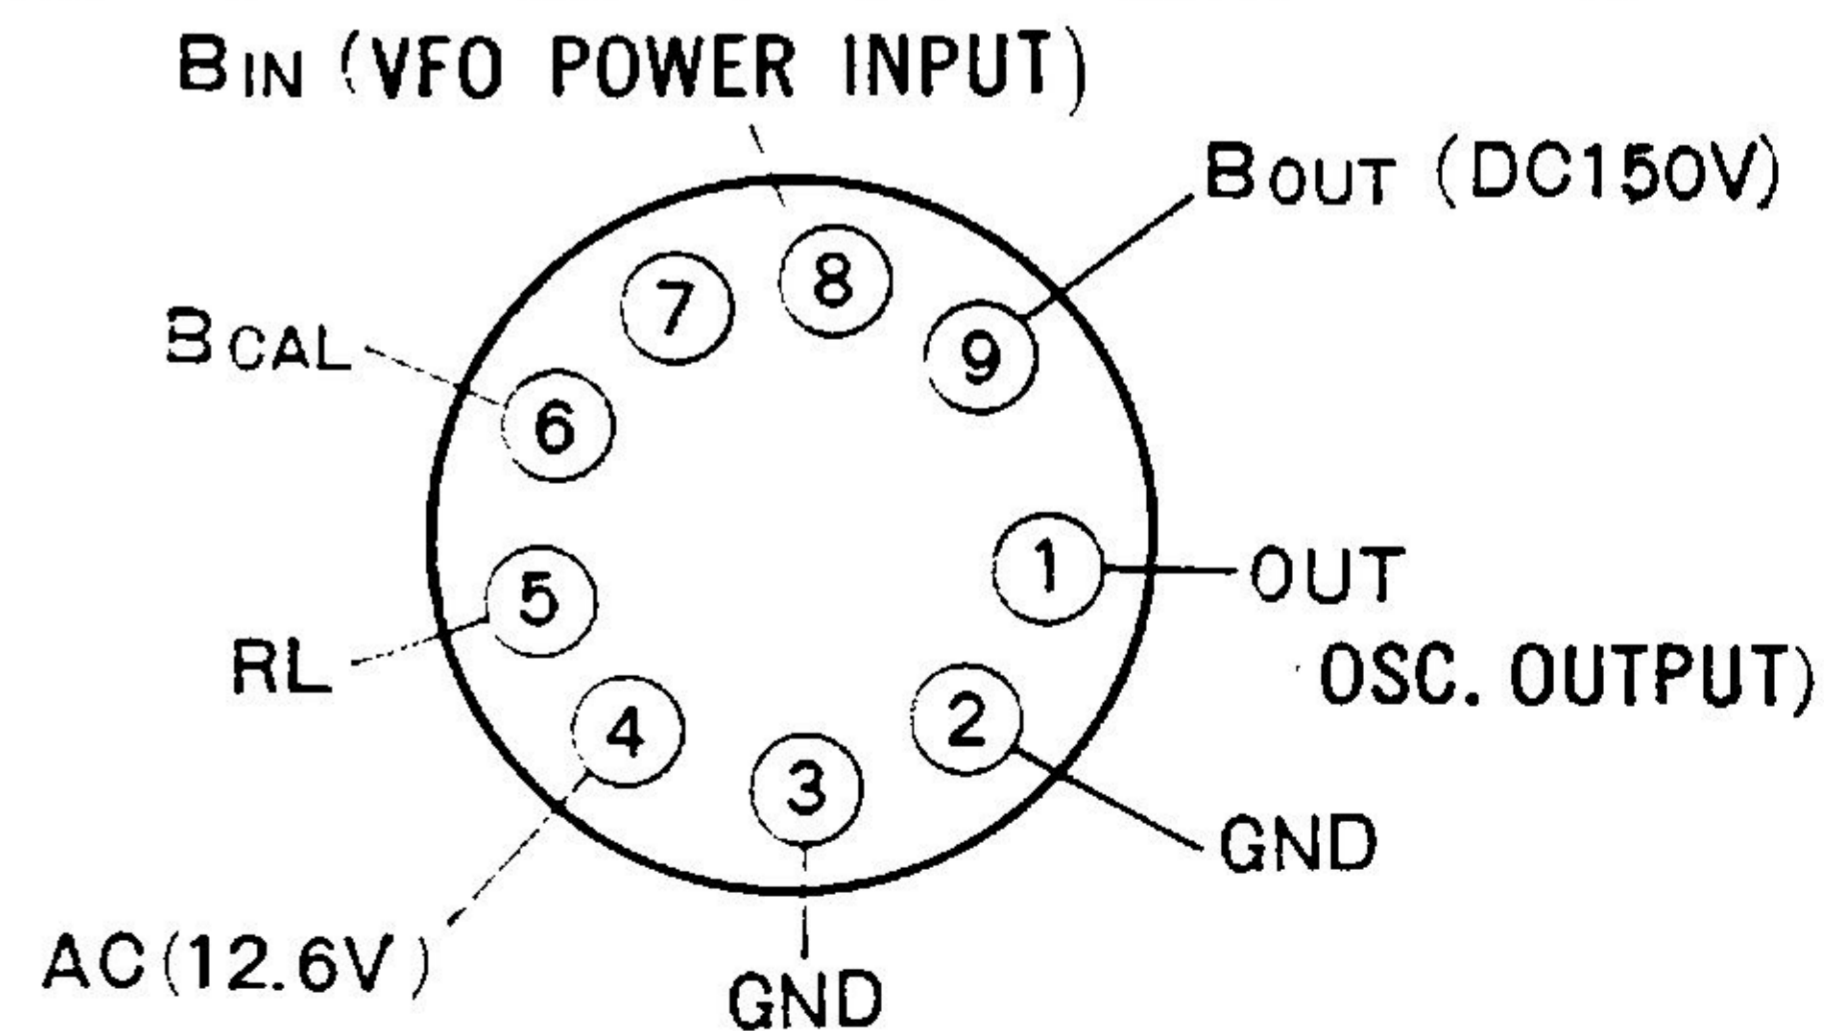 BIN (VFO POWER INPUT)
BOUT (DC150V)
8
7
9
BCAL
6
1
OUT
OSC. OUTPUT)
5
RL
2
4
3
GND
AC(12.6V)
GND